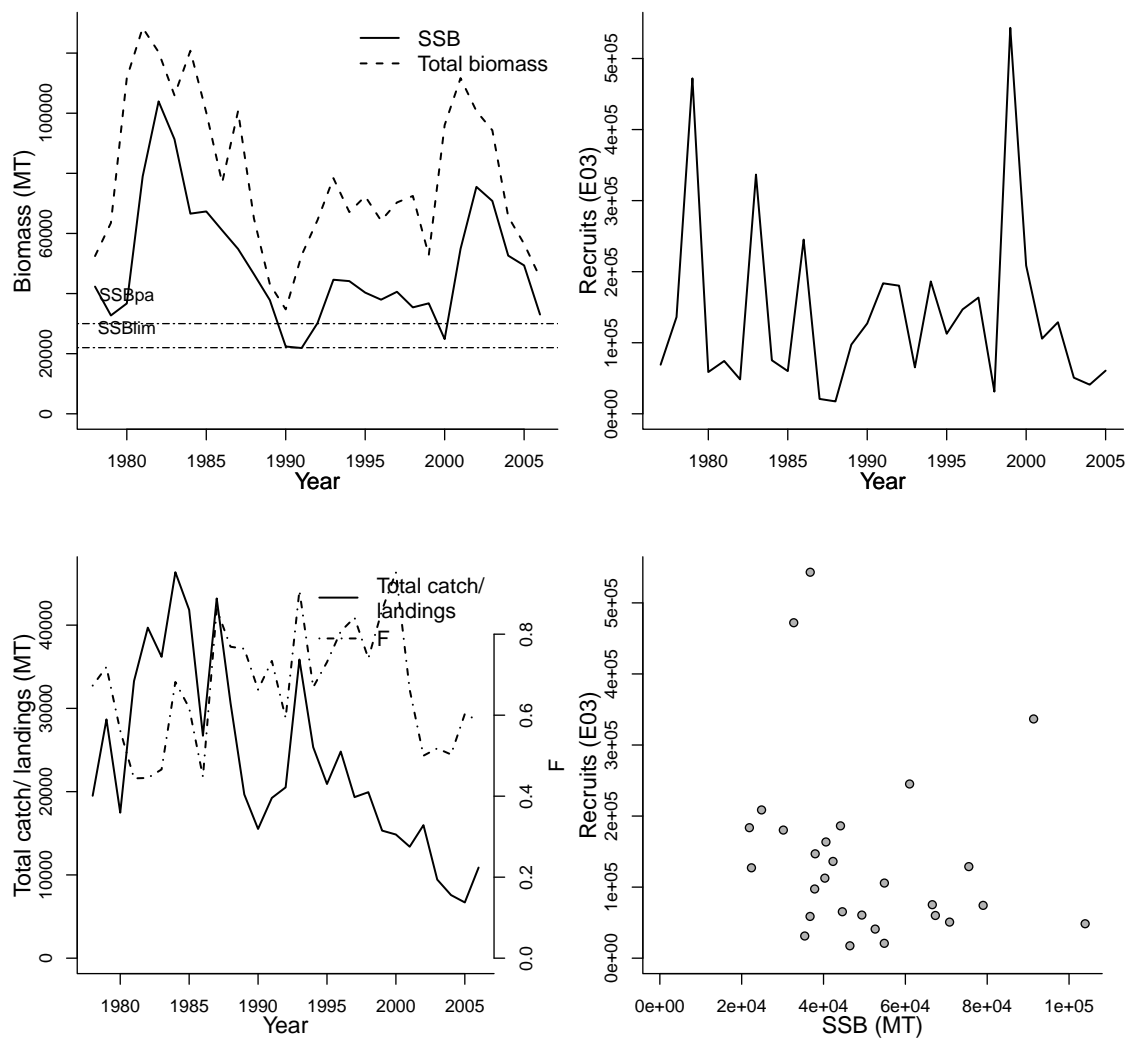 SSB
Total biomass
Biomass (MT)
100000
60000
20000
0
SSBpa
SSBlim
1980 1985 1990 1995 2000 2005
Year
Recruits (E03)
5e+05
4e+05
3e+05
2e+05
1e+05
0e+00
1980 1985 1990 1995 2000 2005
Year
Total catch/
landings
F
Total catch/ landings (MT)
40000
30000
20000
10000
0
0.8
0.6
0.4
0.2
0.0
F
1980 1985 1990 1995 2000 2005
Year
Recruits (E03)
5e+05
4e+05
3e+05
2e+05
1e+05
0e+00
0e+00 2e+04 4e+04 6e+04 8e+04 1e+05
SSB (MT)